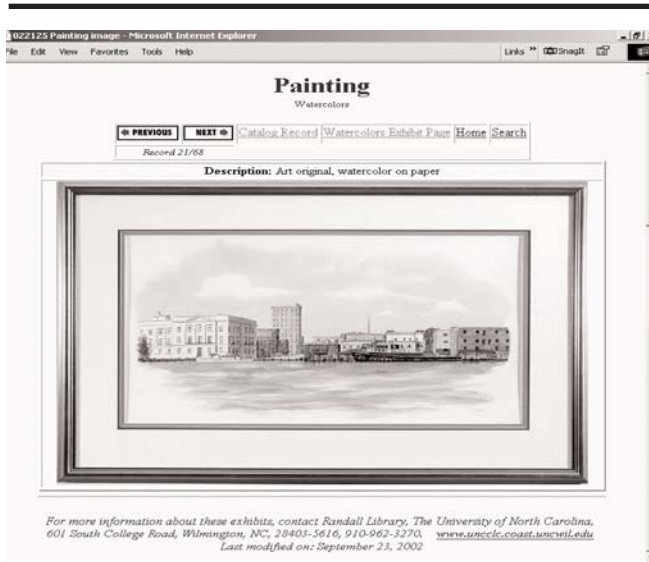 022125 Painting image - Microsoft Internet Explorer
File Edit View Favorites Tools Help Links » SnagIt
Painting
Watercolors
PREVIOUS NEXT Catalog Record Watercolors Exhibit Page Home Search
Record 21/68
Description: Art original, watercolor on paper
For more information about these exhibits, contact Randall Library, The University of North Carolina,
601 South College Road, Wilmington, NC, 28403-5616, 910-962-3270, www.uncclc.coast.uncwil.edu
Last modified on: September 23, 2002